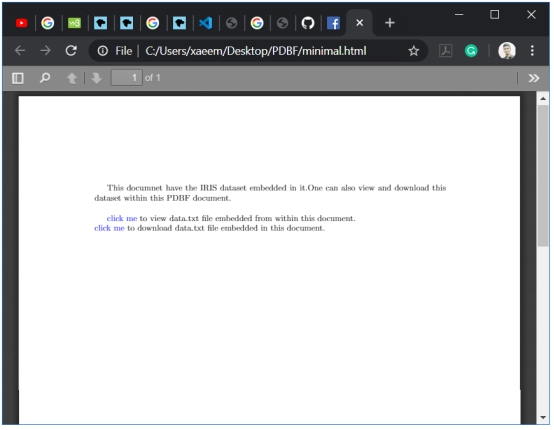 File | C:/Users/xaeem/Desktop/PDBF/minimal.html
1 of 1
This documnet have the IRIS dataset embedded in it.One can also view and download this
dataset within this PDBF document.
click me to view data.txt file embedded from within this document.
click me to download data.txt file embedded in this document.